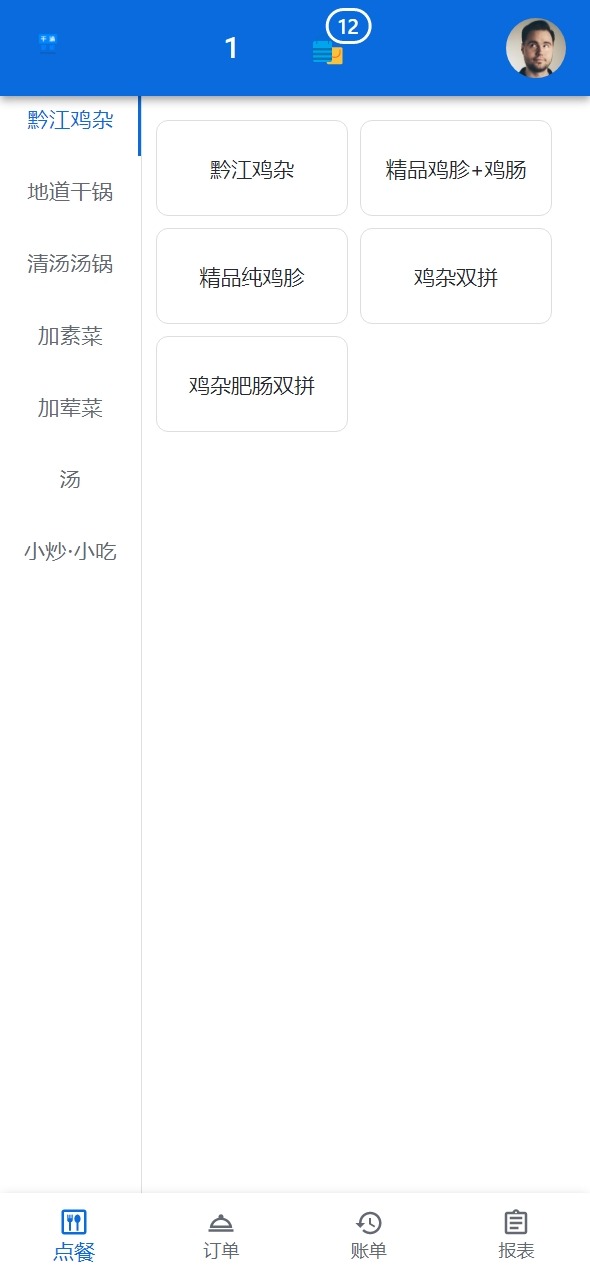 1
12
黔江鸡杂
地道干锅
清汤汤锅
加素菜
加荤菜
汤
小炒·小吃
黔江鸡杂
精品鸡胗+鸡肠
精品纯鸡胗
鸡杂双拼
鸡杂肥肠双拼
点餐
订单
账单
报表